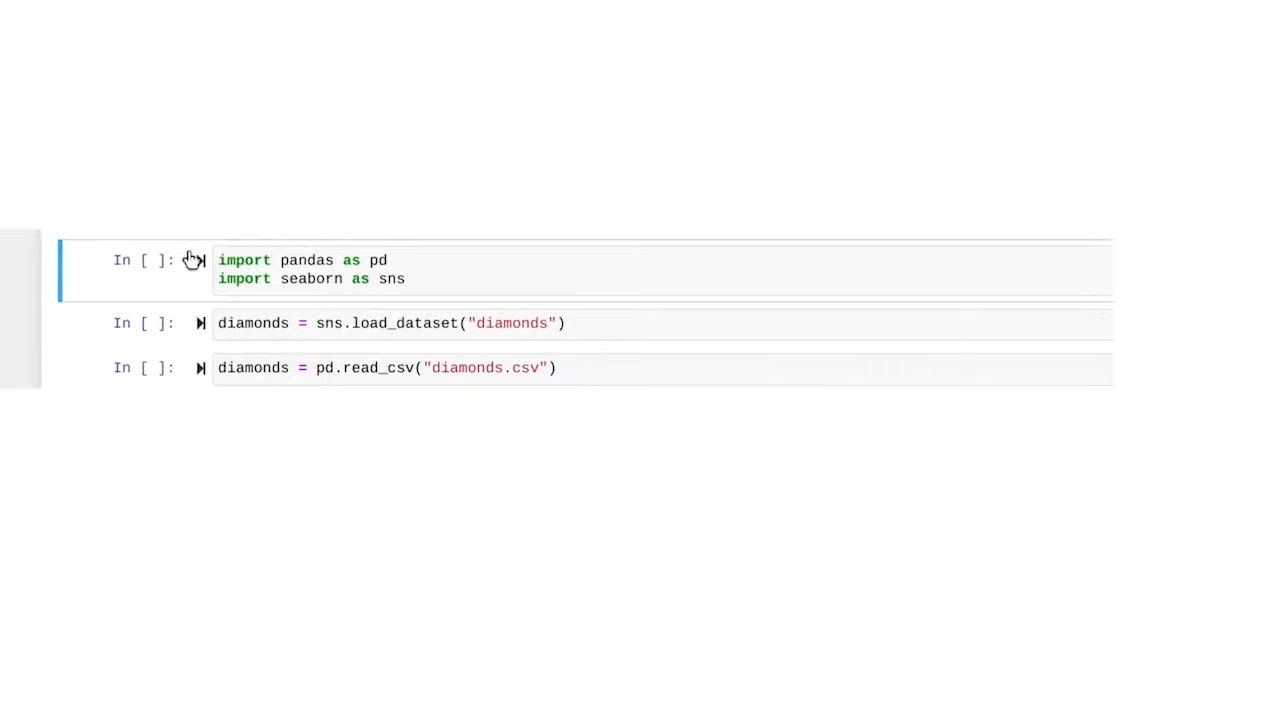 In [ ]: import pandas as pd
import seaborn as sns
In [ ]: diamonds = sns.load_dataset("diamonds")
In [ ]: diamonds = pd.read_csv("diamonds.csv")